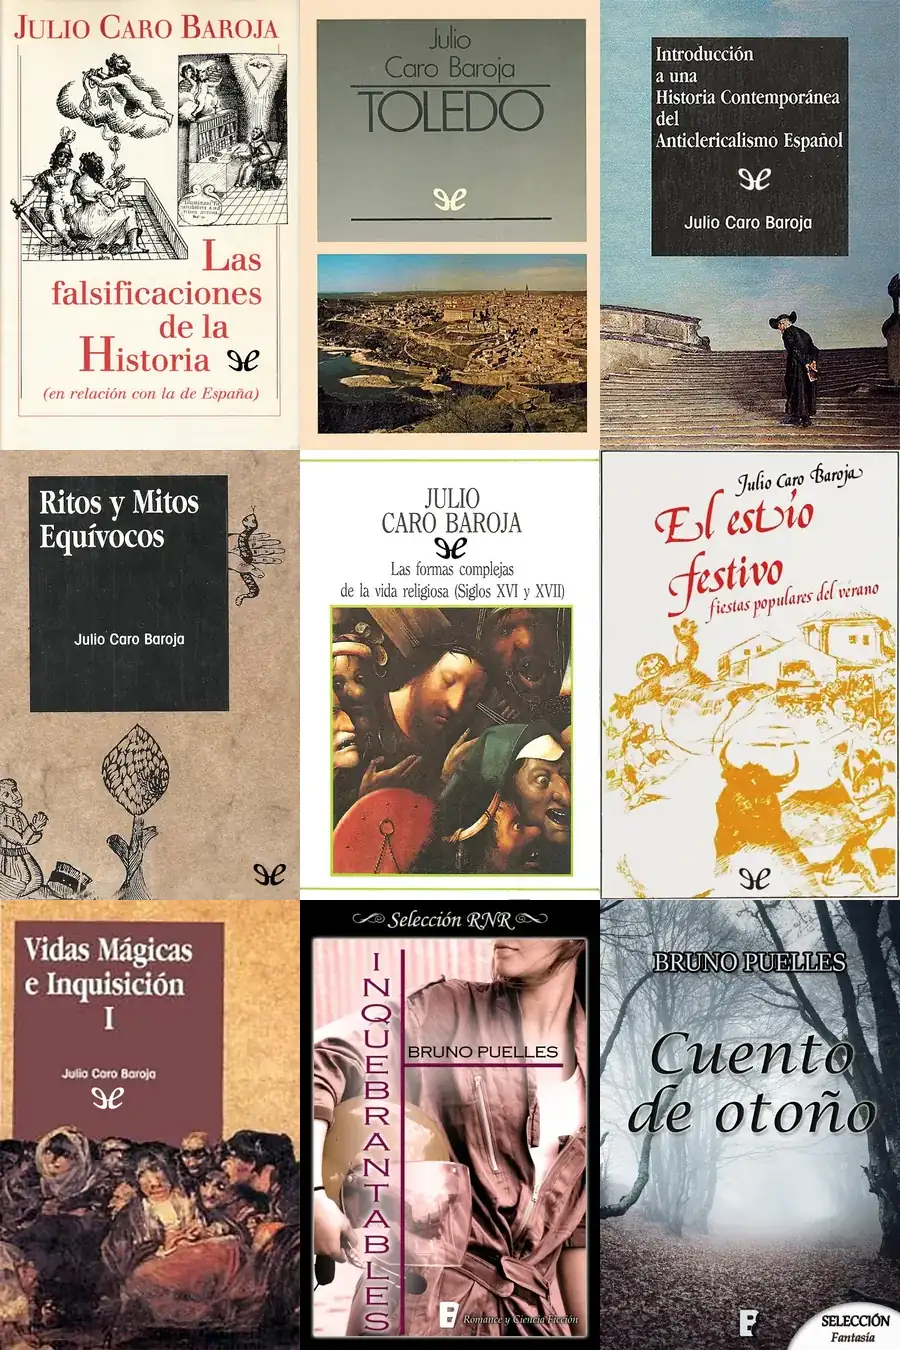 JULIO CARO BAROJA
Las
falsificaciones
de la
Historia
(en relación con la de España)
Julio
Caro Baroja
TOLEDO
Introducción
a una
Historia Contemporánea
del
Anticlericalismo Español
Julio Caro Baroja
Ritos y Mitos
Equívocos
Julio Caro Baroja
JULIO
CARO BAROJA
Las formas complejas
de la vida religiosa (Siglos XVI y XVII)
Julio Caro Baroja
El estío
festivo
fiestas populares del verano
Vidas Mágicas
e Inquisición
I
Julio Caro Baroja
Selección RNR
INQUEBRANTABLES
BRUNO PUELLES
B
Romance y Ciencia Ficción
BRUNO PUELLES
Cuento
de otoño
B
SELECCIÓN
Fantasía